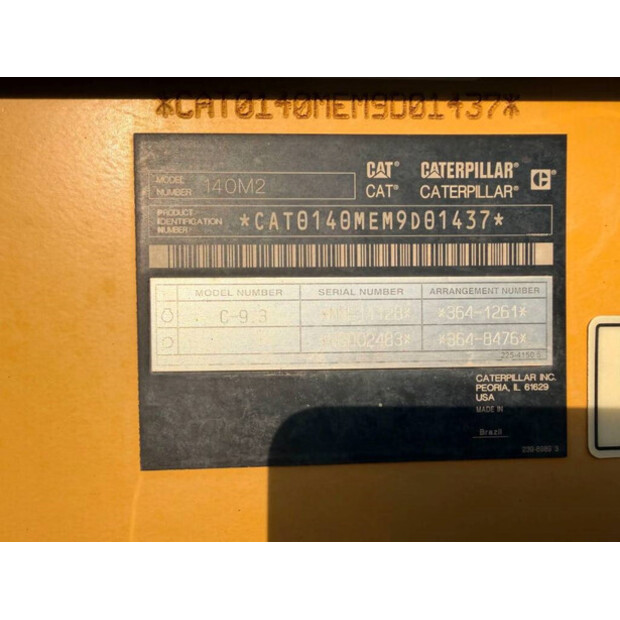 *CAT0140MEM9D01437*
MODEL NUMBER 140M2
CAT® CATERPILLAR®
CAT® CATERPILLAR®
PRODUCT IDENTIFICATION NUMBER *CAT0140MEM9D01437*
MODEL NUMBER SERIAL NUMBER ARRANGEMENT NUMBER
C-9.3 *364-1261*
*364-8476*
CATERPILLAR INC.
PEORIA, IL 61629
USA
MADE IN
Brazil